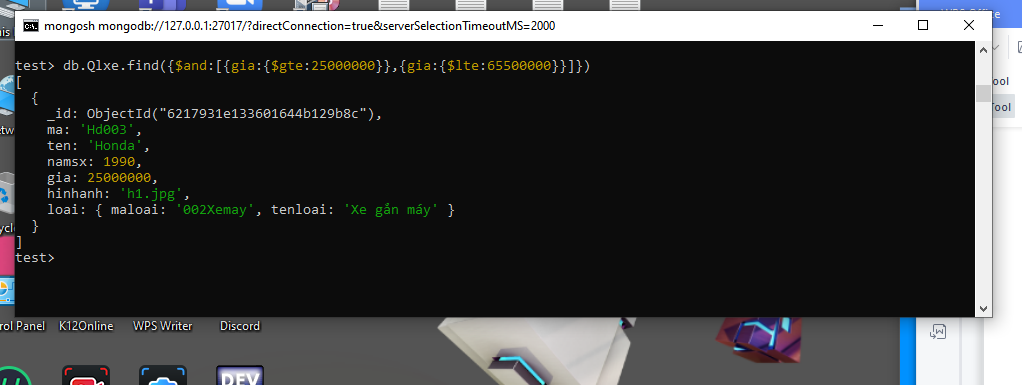 mongosh mongodb://127.0.0.1:27017/?directConnection=true&serverSelectionTimeoutMS=2000
test> db.Qlxe.find({$and:[{gia:{$gte:25000000}},{gia:{$lte:65500000}}]})
[
  {
    _id: ObjectId("6217931e133601644b129b8c"),
    ma: 'Hd003',
    ten: 'Honda',
    namsx: 1990,
    gia: 25000000,
    hinhanh: 'h1.jpg',
    loai: { maloai: '002Xemay', tenloai: 'Xe gắn máy' }
  }
]
test>
ool
Tool
rol Panel
K12Online
WPS Writer
Discord
DEV